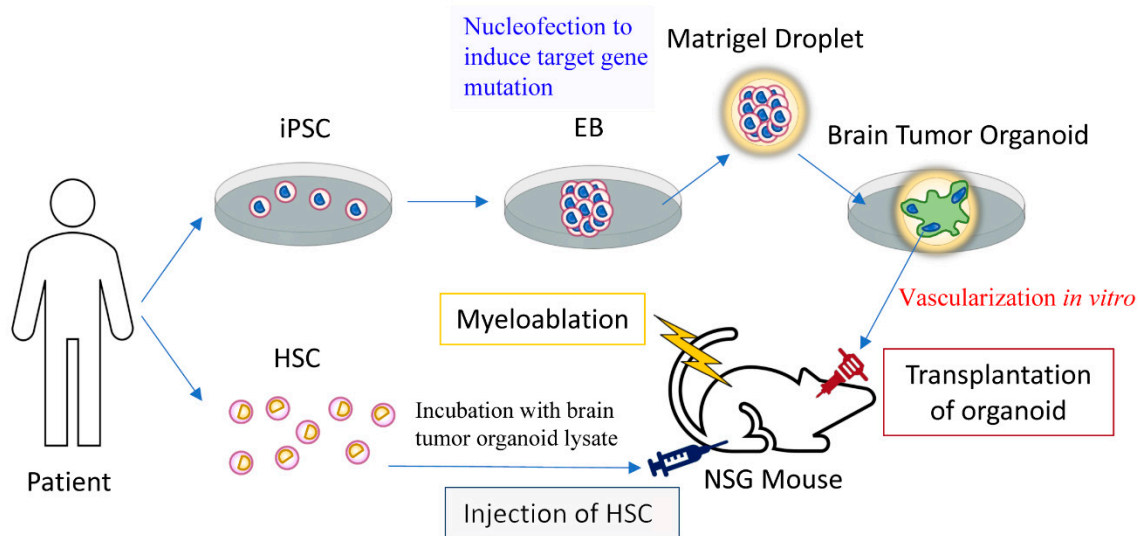 Nucleofection to
induce target gene
mutation
Matrigel Droplet
iPSC
EB
Brain Tumor Organoid
Vascularization in vitro
Myeloablation
Transplantation
of organoid
HSC
Incubation with brain
tumor organoid lysate
Patient
NSG Mouse
Injection of HSC